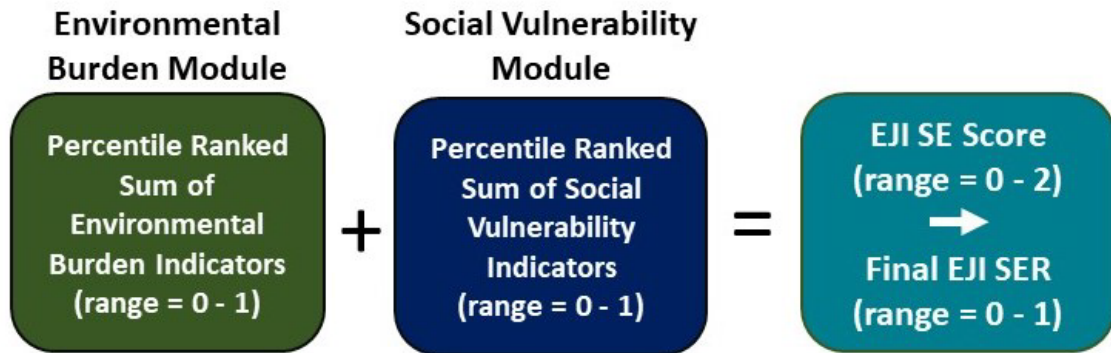 Environmental
Burden Module
Social Vulnerability
Module
Percentile Ranked
Sum of
Environmental
Burden Indicators
(range = 0 - 1)
+
Percentile Ranked
Sum of Social
Vulnerability
Indicators
(range = 0 - 1)
=
EJI SE Score
(range = 0 - 2)
Final EJI SER
(range = 0 - 1)